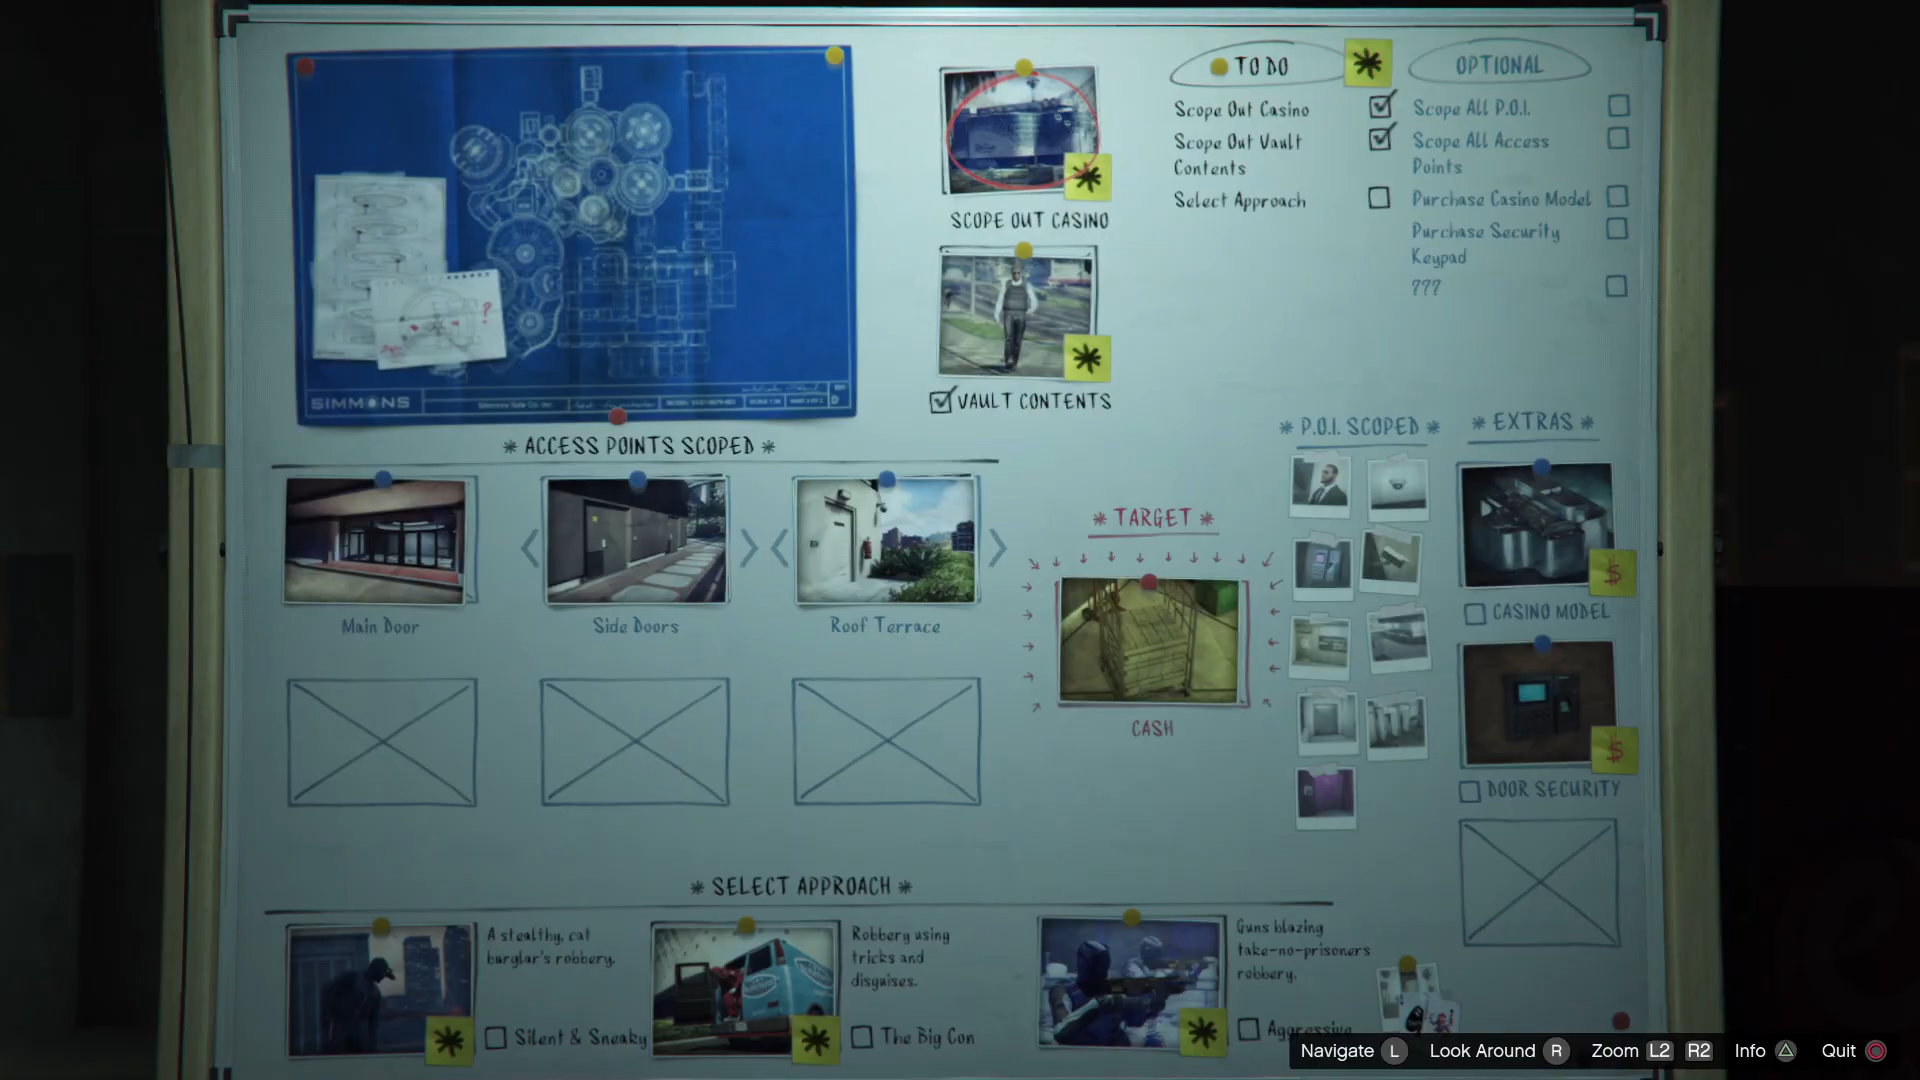 TO DO
Scope Out Casino
Scope Out Vault
Contents
Select Approach
OPTIONAL
Scope All P.O.I.
Scope All Access
Points
Purchase Casino Model
Purchase Security
Keypad
???
SCOPE OUT CASINO
VAULT CONTENTS
?
SIMMONS
* ACCESS POINTS SCOPED *
Main Door
Side Doors
Roof Terrace
* TARGET *
CASH
* P.O.I. SCOPED *
* EXTRAS *
$
CASINO MODEL
$
DOOR SECURITY
* SELECT APPROACH *
A stealthy, cat
burglar's robbery.
Silent & Sneaky
Robbery using
tricks and
disguises.
The Big Con
Guns blazing
take-no-prisoners
robbery.
Aggressive
Navigate L Look Around R Zoom L2 R2 Info Quit